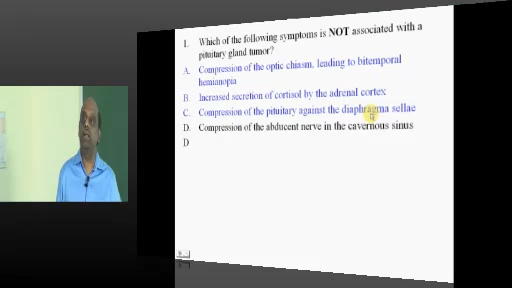 1. Which of the following symptoms is NOT associated with a
pituitary gland tumor?
A. Compression of the optic chiasm, leading to bitemporal
hemianopia
B. Increased secretion of cortisol by the adrenal cortex
C. Compression of the pituitary against the diaphragma sellae
D. Compression of the abducent nerve in the cavernous sinus
D